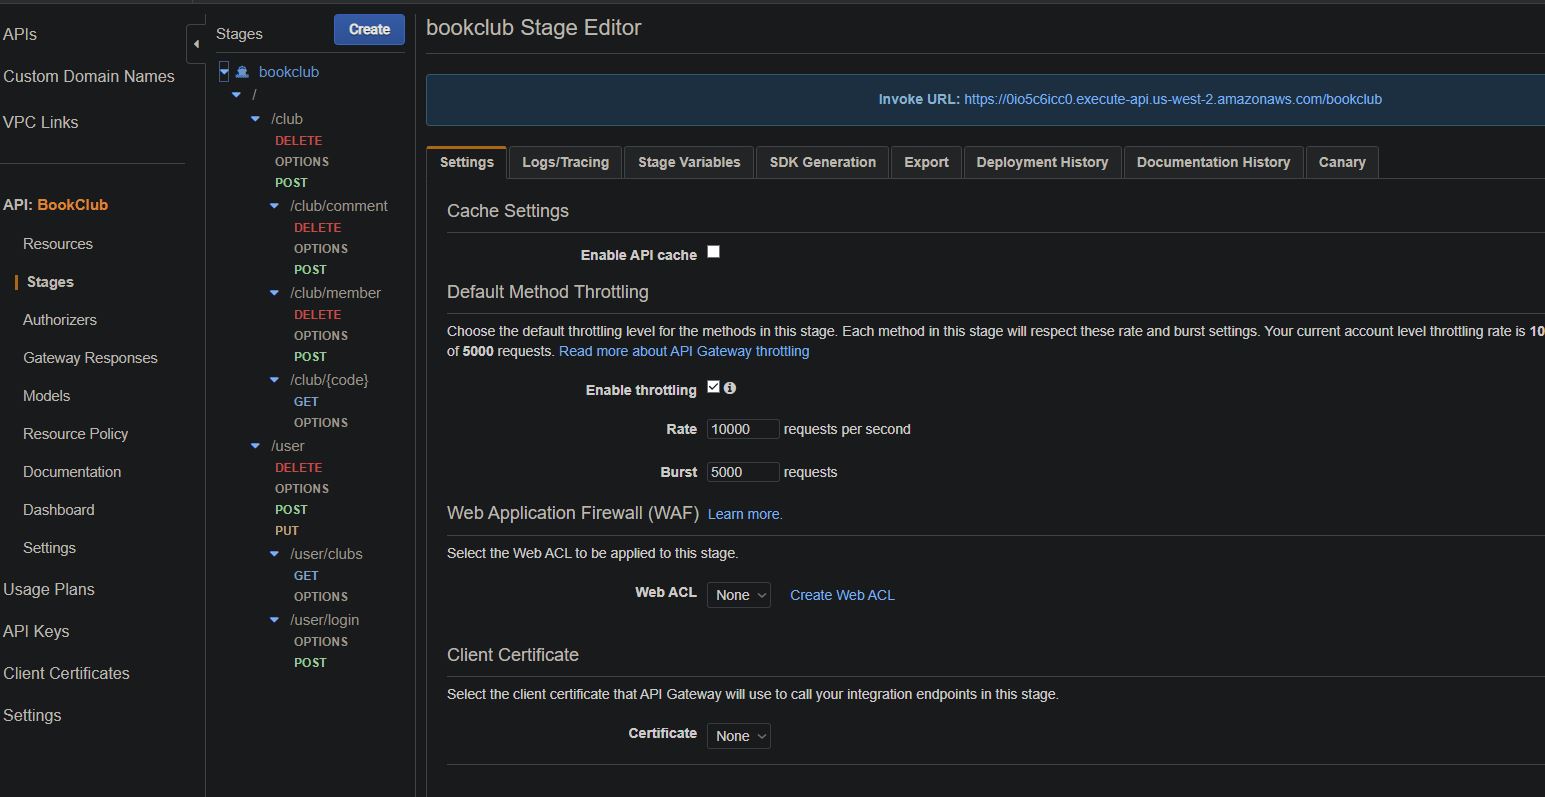 APIs
Custom Domain Names
VPC Links
API: BookClub
Resources
Stages
Authorizers
Gateway Responses
Models
Resource Policy
Documentation
Dashboard
Settings
Usage Plans
API Keys
Client Certificates
Settings
Stages
Create
bookclub
/
/club
DELETE
OPTIONS
POST
/club/comment
DELETE
OPTIONS
POST
/club/member
DELETE
OPTIONS
POST
/club/{code}
GET
OPTIONS
/user
DELETE
OPTIONS
POST
PUT
/user/clubs
GET
OPTIONS
/user/login
OPTIONS
POST
bookclub Stage Editor
Invoke URL: https://0io5c6icc0.execute-api.us-west-2.amazonaws.com/bookclub
Settings Logs/Tracing Stage Variables SDK Generation Export Deployment History Documentation History Canary
Cache Settings
Enable API cache
Default Method Throttling
Choose the default throttling level for the methods in this stage. Each method in this stage will respect these rate and burst settings. Your current account level throttling rate is 10
of 5000 requests. Read more about API Gateway throttling
Enable throttling
Rate 10000 requests per second
Burst 5000 requests
Web Application Firewall (WAF) Learn more.
Select the Web ACL to be applied to this stage.
Web ACL None Create Web ACL
Client Certificate
Select the client certificate that API Gateway will use to call your integration endpoints in this stage.
Certificate None